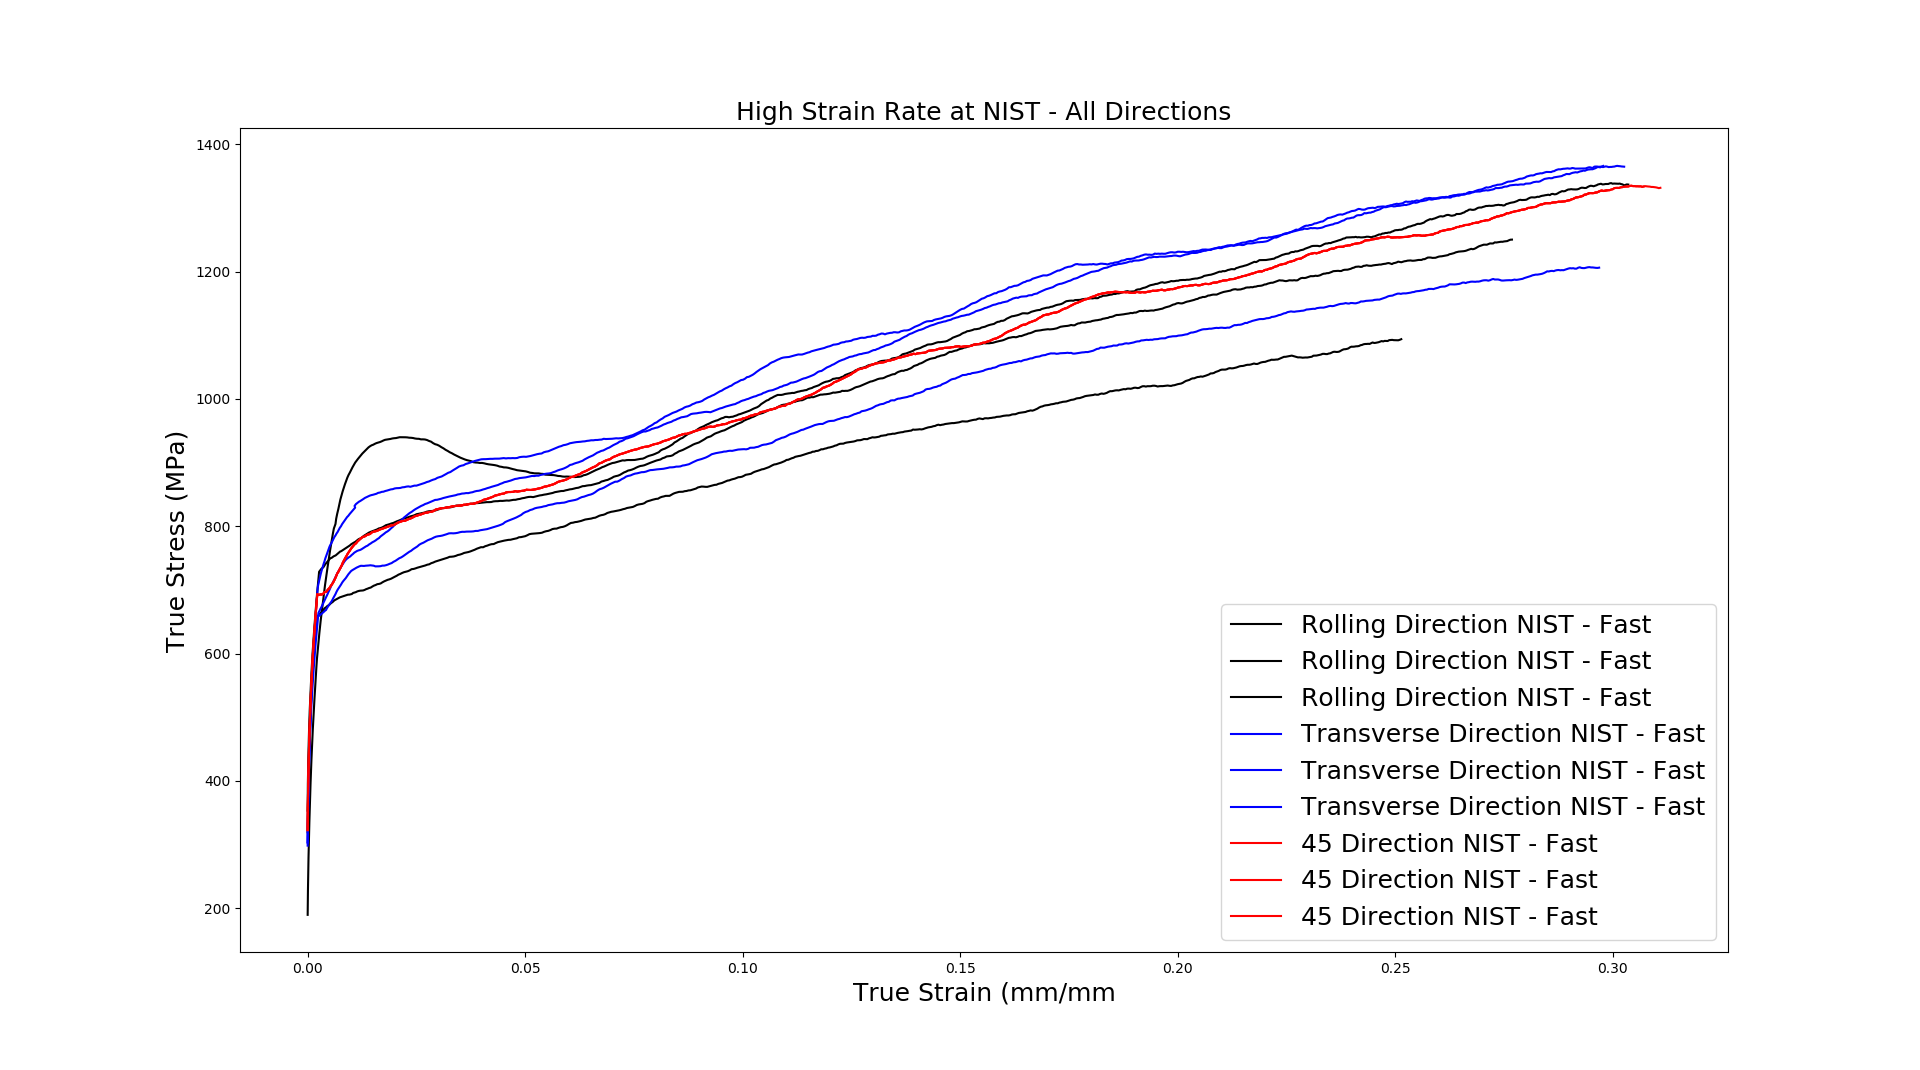 High Strain Rate at NIST - All Directions
1400
1200
1000
800
600
400
200
True Stress (MPa)
Rolling Direction NIST - Fast
Rolling Direction NIST - Fast
Rolling Direction NIST - Fast
Transverse Direction NIST - Fast
Transverse Direction NIST - Fast
Transverse Direction NIST - Fast
45 Direction NIST - Fast
45 Direction NIST - Fast
45 Direction NIST - Fast
0.00 0.05 0.10 0.15 0.20 0.25 0.30
True Strain (mm/mm